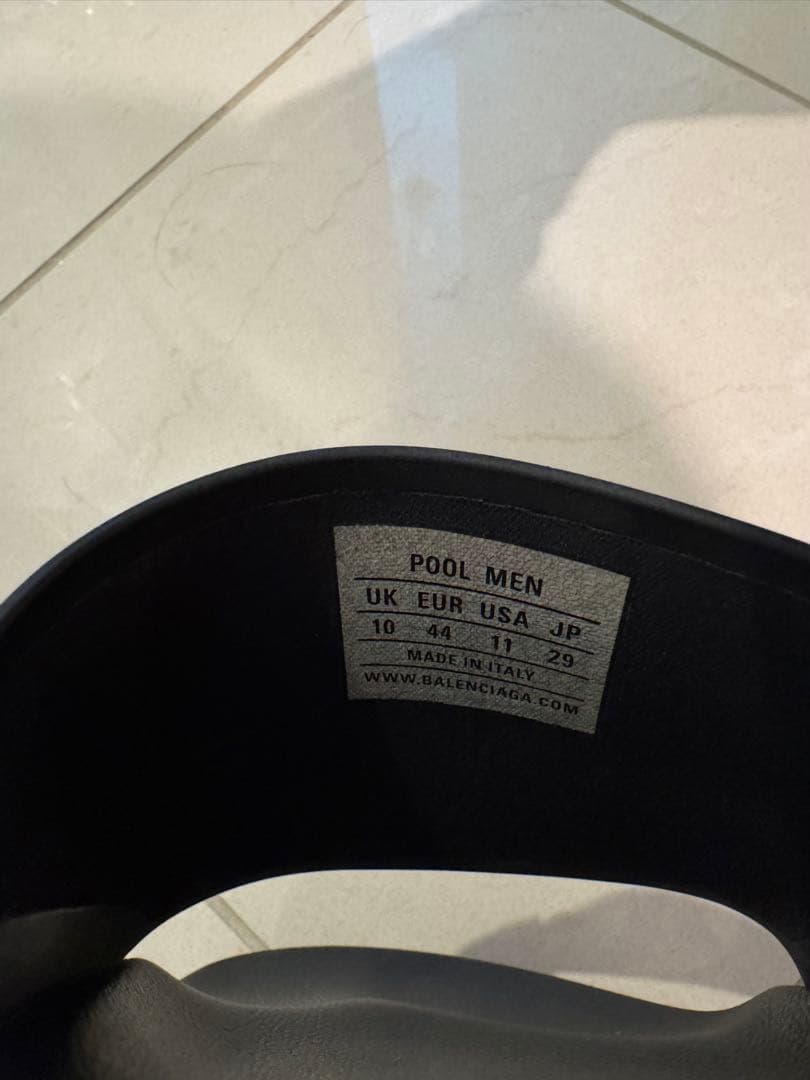 POOL MEN
UK EUR USA JP
10 44 11 29
MADE IN ITALY
WWW.BALENCIAGA.COM